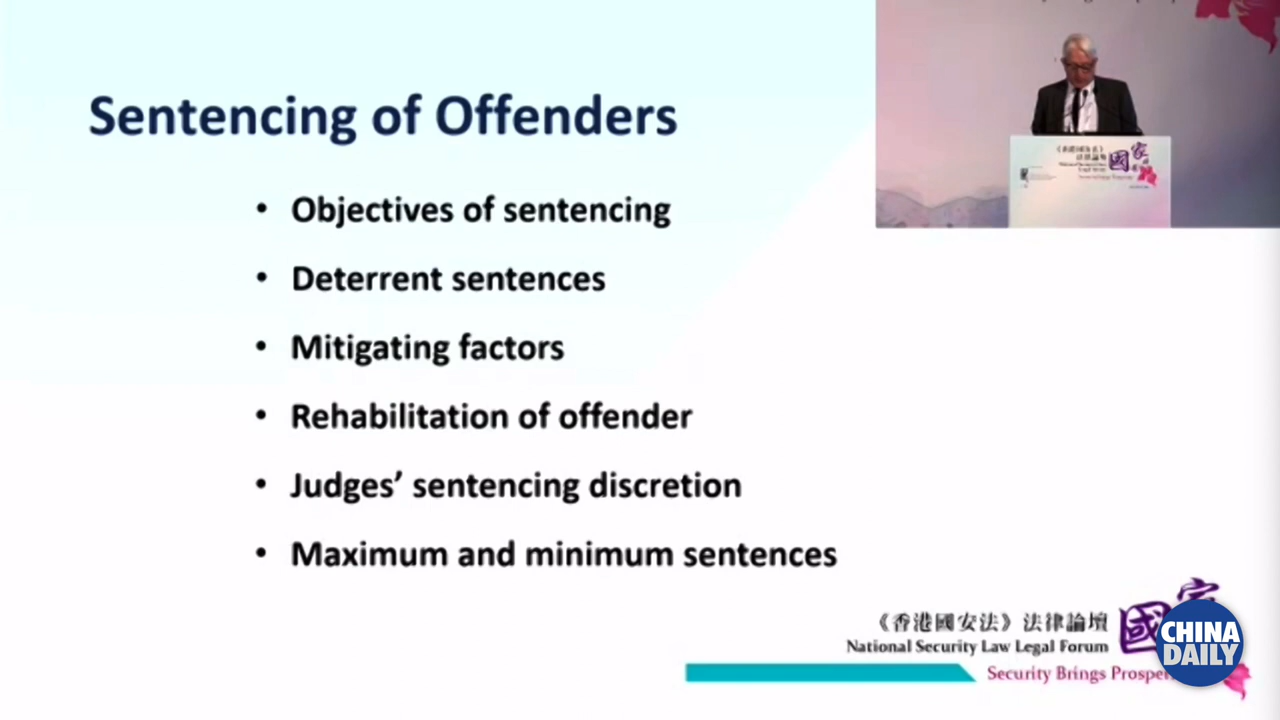 Sentencing of Offenders
• Objectives of sentencing
• Deterrent sentences
• Mitigating factors
• Rehabilitation of offender
• Judges’ sentencing discretion
• Maximum and minimum sentences
《香港國安法》法律論壇
National Security Law Legal Forum
Security Brings
國家
CHINA
DAILY